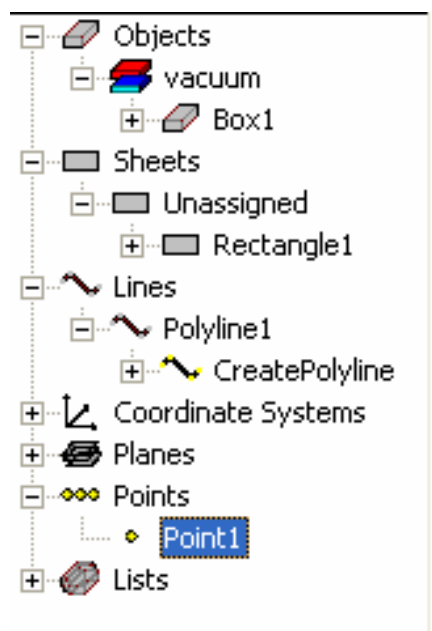 Objects
vacuum
Box1
Sheets
Unassigned
Rectangle1
Lines
Polyline1
CreatePolyline
Coordinate Systems
Planes
Points
Point1
Lists